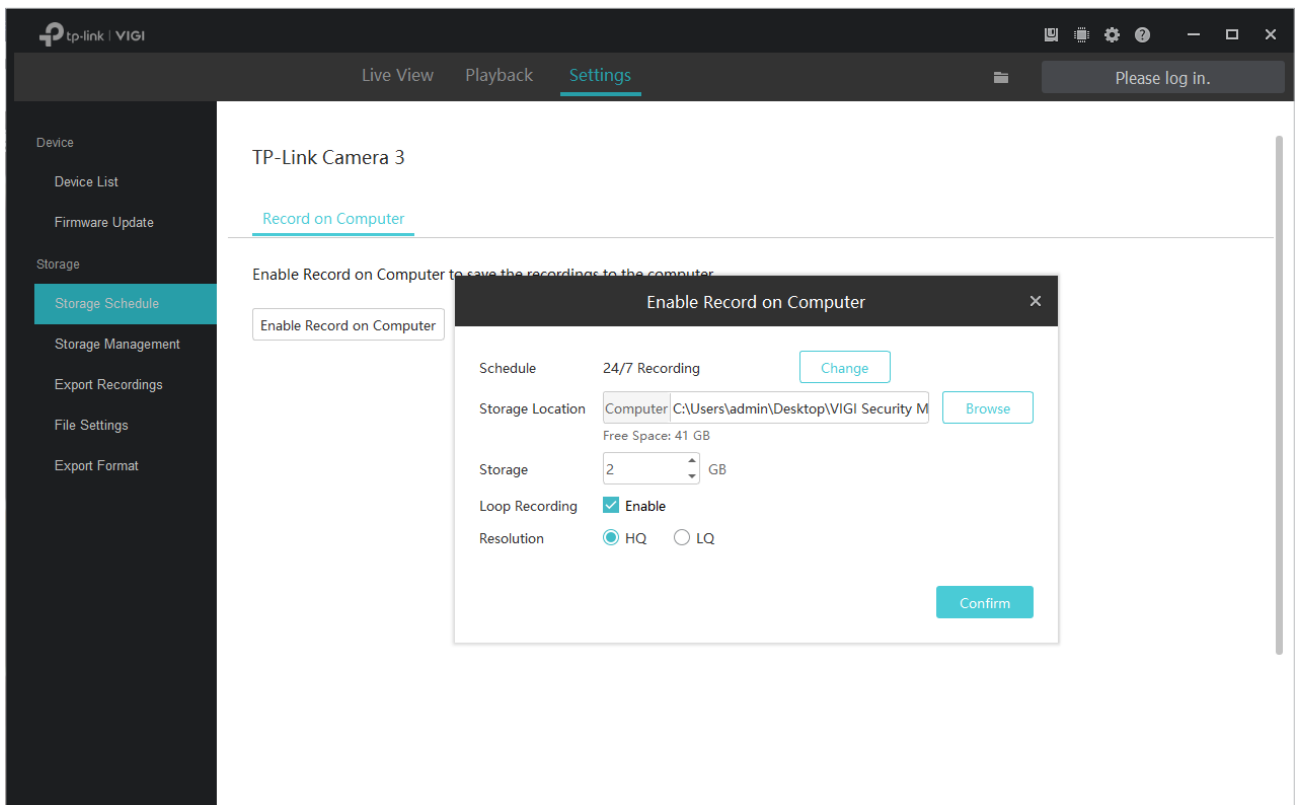 tp-link | VIGI
Live View Playback Settings Please log in.
Device
Device List
Firmware Update
Storage
Storage Schedule
Storage Management
Export Recordings
File Settings
Export Format
TP-Link Camera 3
Record on Computer
Enable Record on Computer to save the recordings to the computer
Enable Record on Computer
Enable Record on Computer
Schedule 24/7 Recording Change
Storage Location Computer C:\Users\admin\Desktop\VIGI Security M Browse
Free Space: 41 GB
Storage 2 GB
Loop Recording Enable
Resolution HQ LQ
Confirm